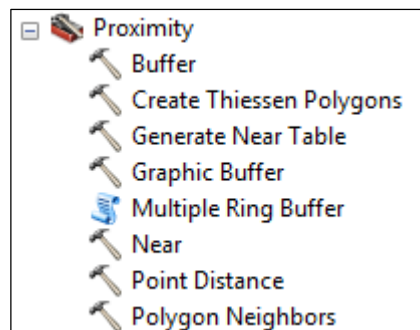 Proximity
Buffer
Create Thiessen Polygons
Generate Near Table
Graphic Buffer
Multiple Ring Buffer
Near
Point Distance
Polygon Neighbors